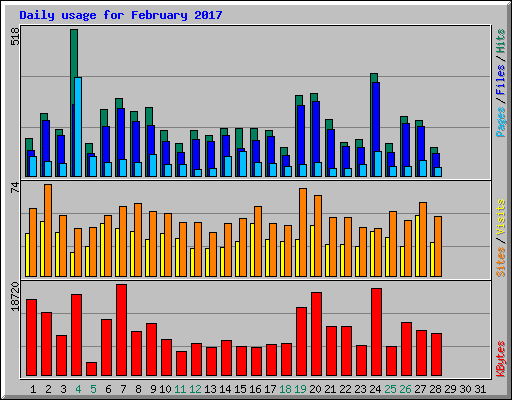 Daily usage for February 2017
518
Pages / Files / Hits
74
Sites / Visits
18720
KBytes
1 2 3 4 5 6 7 8 9 10 11 12 13 14 15 16 17 18 19 20 21 22 23 24 25 26 27 28 29 30 31